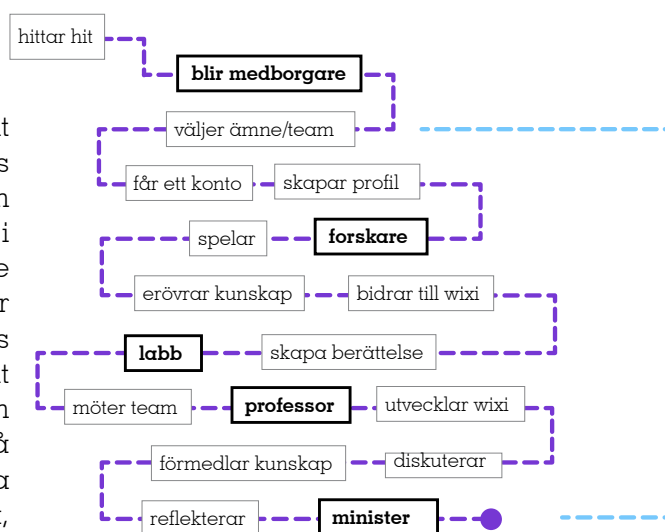 hittar hit
blir medborgare
t
väljer ämne/team
s
får ett konto skapar profil
n
i
spelar forskare
e
erövrar kunskap bidrar till wixi
r
s
labb skapa berättelse
t
möter team professor utvecklar wixi
n
å
förmedlar kunskap diskuterar
a
reflekterar minister
,